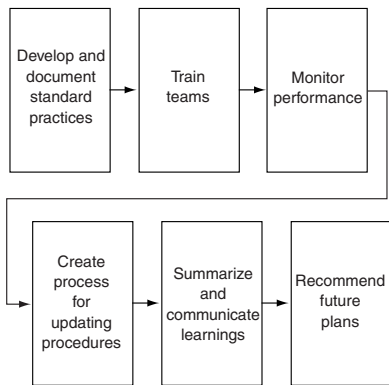 Develop and
document
standard
practices
Train
teams
Monitor
performance
Create
process
for
updating
procedures
Summarize
and
communicate
learnings
Recommend
future
plans